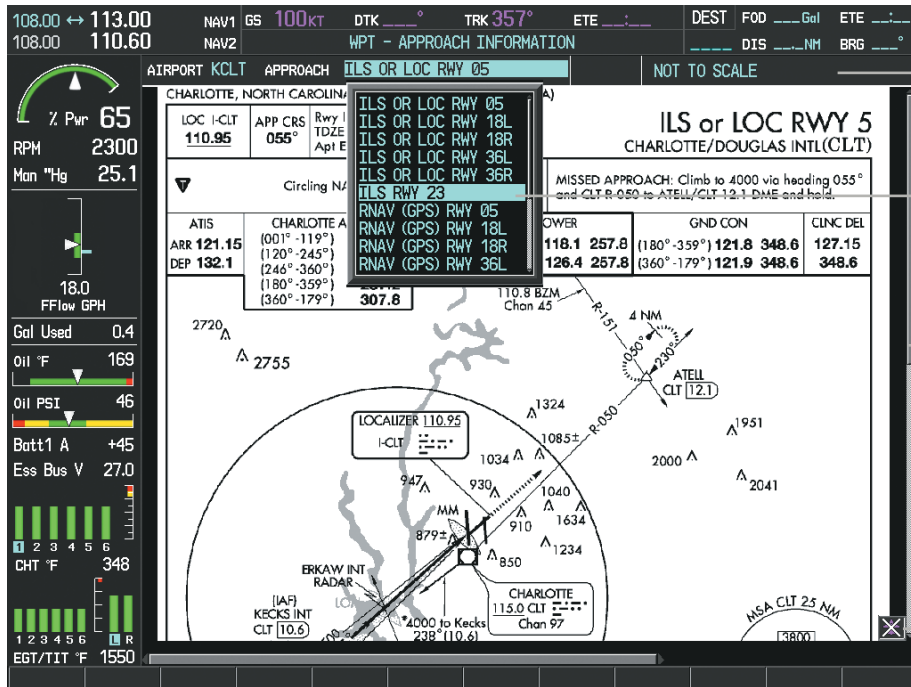 108.00 ↔ 113.00 NAV1
108.00 110.60 NAV2
GS 100KT DTK ___° TRK 357° ETE __:__
WPT - APPROACH INFORMATION
DEST FOD ___Gal ETE __:__
____ DIS __.__NM BRG ___°
AIRPORT KCLT APPROACH ILS OR LOC RWY 05 NOT TO SCALE
% Pwr 65
RPM 2300
Man "Hg 25.1
18.0
FFlow GPH
Gal Used 0.4
Oil °F 169
Oil PSI 46
Batt1 A +45
Ess Bus V 27.0
1 2 3 4 5 6
CHT °F 348
1 2 3 4 5 6 L R
EGT/TIT °F 1550
CHARLOTTE, NORTH CAROLINA
LOC I-CLT
110.95
APP CRS
055°
Rwy
TDZE
Apt E
ILS OR LOC RWY 05
ILS OR LOC RWY 18L
ILS OR LOC RWY 18R
ILS OR LOC RWY 36L
ILS OR LOC RWY 36R
ILS RWY 23
RNAV (GPS) RWY 05
RNAV (GPS) RWY 18L
RNAV (GPS) RWY 18R
RNAV (GPS) RWY 36L
ILS or LOC RWY 5
CHARLOTTE/DOUGLAS INTL(CLT)
T
Circling NA
MISSED APPROACH: Climb to 4000 via heading 055°
and CLT R-050 to ATELL/CLT 12.1 DME and hold.
ATIS
ARR 121.15
DEP 132.1
CHARLOTTE A
(001°-119°)
(120°-245°)
(246°-360°)
(180°-359°)
(360°-179°) 307.8
OWER
118.1 257.8
126.4 257.8
GND CON
(180°-359°) 121.8 348.6
(360°-179°) 121.9 348.6
CLNC DEL
127.15
348.6
110.8 BZM
Chan 45
R-151
4 NM
050°
230°
ATELL
CLT 12.1
R-050
2720
2755
LOCALIZER 110.95
I-CLT
1324
1085±
1034
1951
2000
2041
947
930
1040
1634
910
MM
879±
850
1234
ERKAW INT
RADAR
(IAF)
KECKS INT
CLT 10.6
*4000 to Kecks
238° (10.6)
CHARLOTTE
115.0 CLT
Chan 97
MSA CLT 25 NM
3800